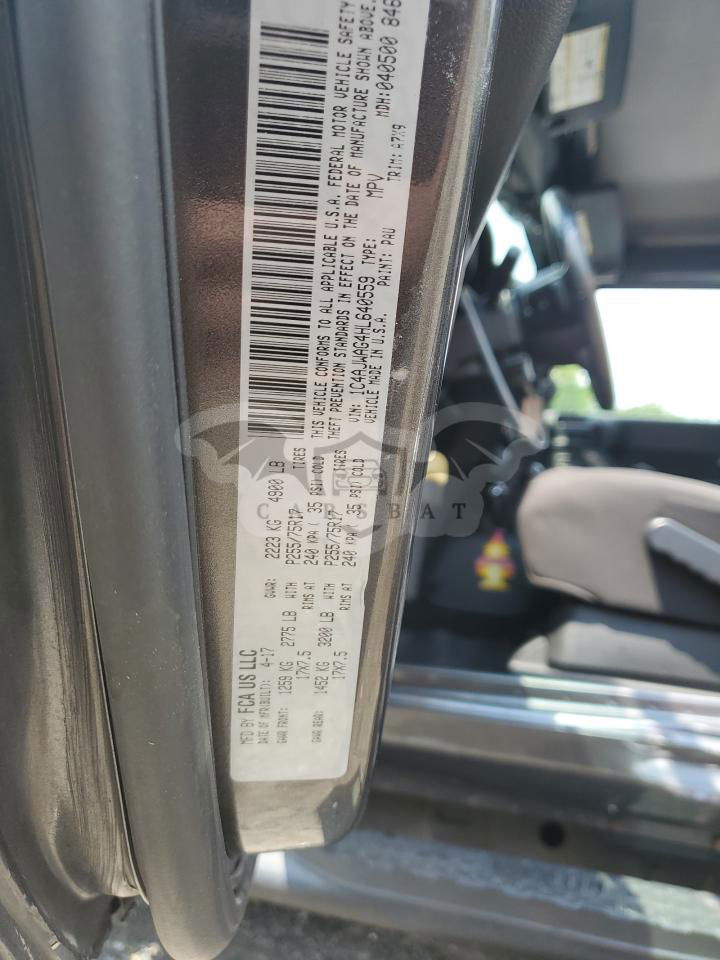 MFD BY FCA US LLC
DATE OF MFR(BUILT): 4-17 GVWR: 2223 KG 4900 LB
GAWR FRONT: 1259 KG 2775 LB WITH P255/75R17 TIRES
17X7.5 RIMS AT 240 KPA ( 35 PSI) COLD
GAWR REAR: 1452 KG 3200 LB WITH P255/75R17 TIRES
17X7.5 RIMS AT 240 KPA ( 35 PSI) COLD
THIS VEHICLE CONFORMS TO ALL APPLICABLE U.S.A. FEDERAL MOTOR VEHICLE SAFETY
THEFT PREVENTION STANDARDS IN EFFECT ON THE DATE OF MANUFACTURE SHOWN ABOVE.
VIN: 1C4AJWAG4HL640559 TYPE: MPV MDH: 040500 846
VEHICLE MADE IN U.S.A. PAINT: PAU TRIM: A7X9
CARSBAT